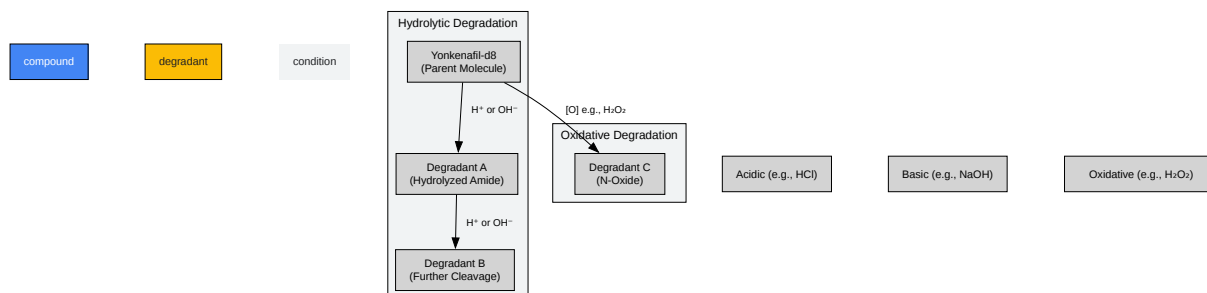 Hydrolytic Degradation
compound
degradant
condition
Yonkenafil-d8
(Parent Molecule)
H⁺ or OH⁻
[O] e.g., H₂O₂
Oxidative Degradation
Degradant A
(Hydrolyzed Amide)
Degradant C
(N-Oxide)
Acidic (e.g., HCl)
Basic (e.g., NaOH)
Oxidative (e.g., H₂O₂)
H⁺ or OH⁻
Degradant B
(Further Cleavage)